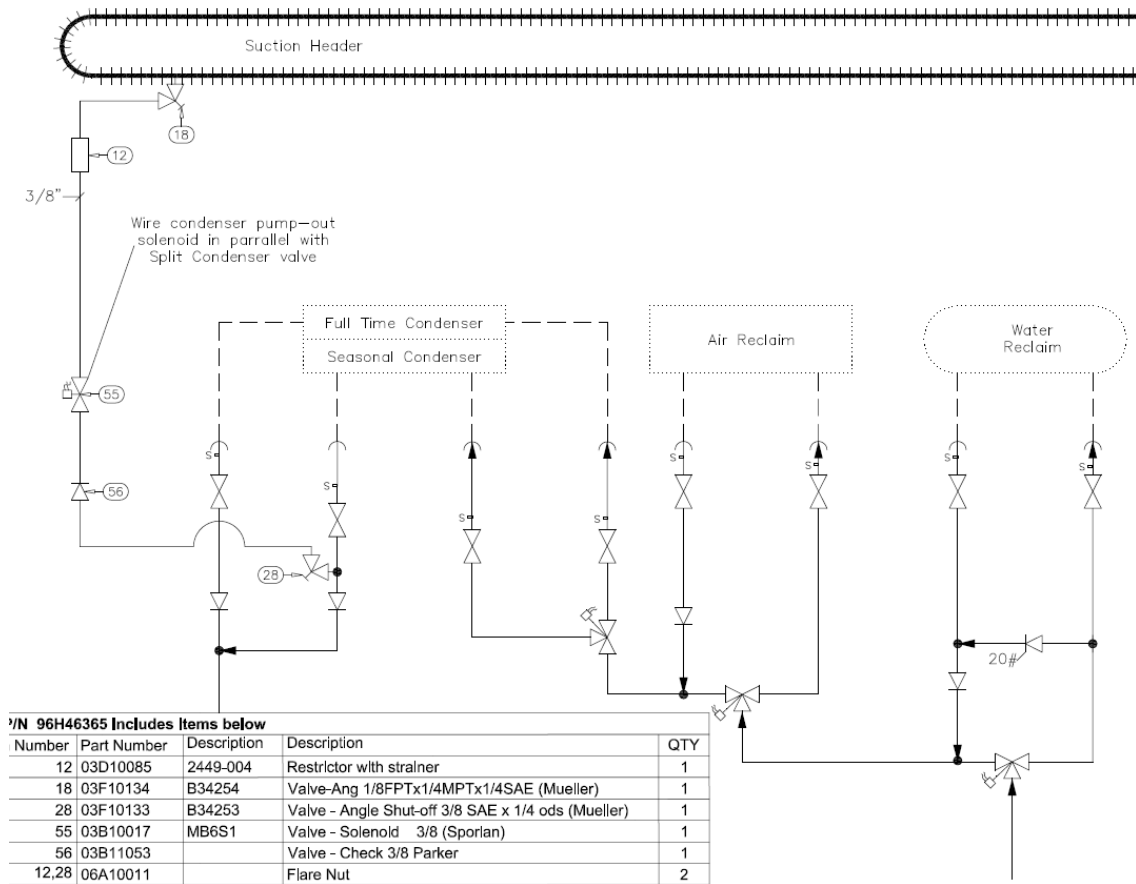 Suction Header
18
12
3/8"
Wire condenser pump-out
solenoid in parrallel with
Split Condenser valve
Full Time Condenser
Seasonal Condenser
Air Reclaim
Water
Reclaim
55
S
S
S
S
S
S
S
S
56
28
20#
P/N 96H46365 Includes Items below
Number Part Number Description Description QTY
12 03D10085 2449-004 Restrictor with strainer 1
18 03F10134 B34254 Valve-Ang 1/8FPTx1/4MPTx1/4SAE (Mueller) 1
28 03F10133 B34253 Valve - Angle Shut-off 3/8 SAE x 1/4 ods (Mueller) 1
55 03B10017 MB6S1 Valve - Solenoid 3/8 (Sporlan) 1
56 03B11053 Valve - Check 3/8 Parker 1
12,28 06A10011 Flare Nut 2